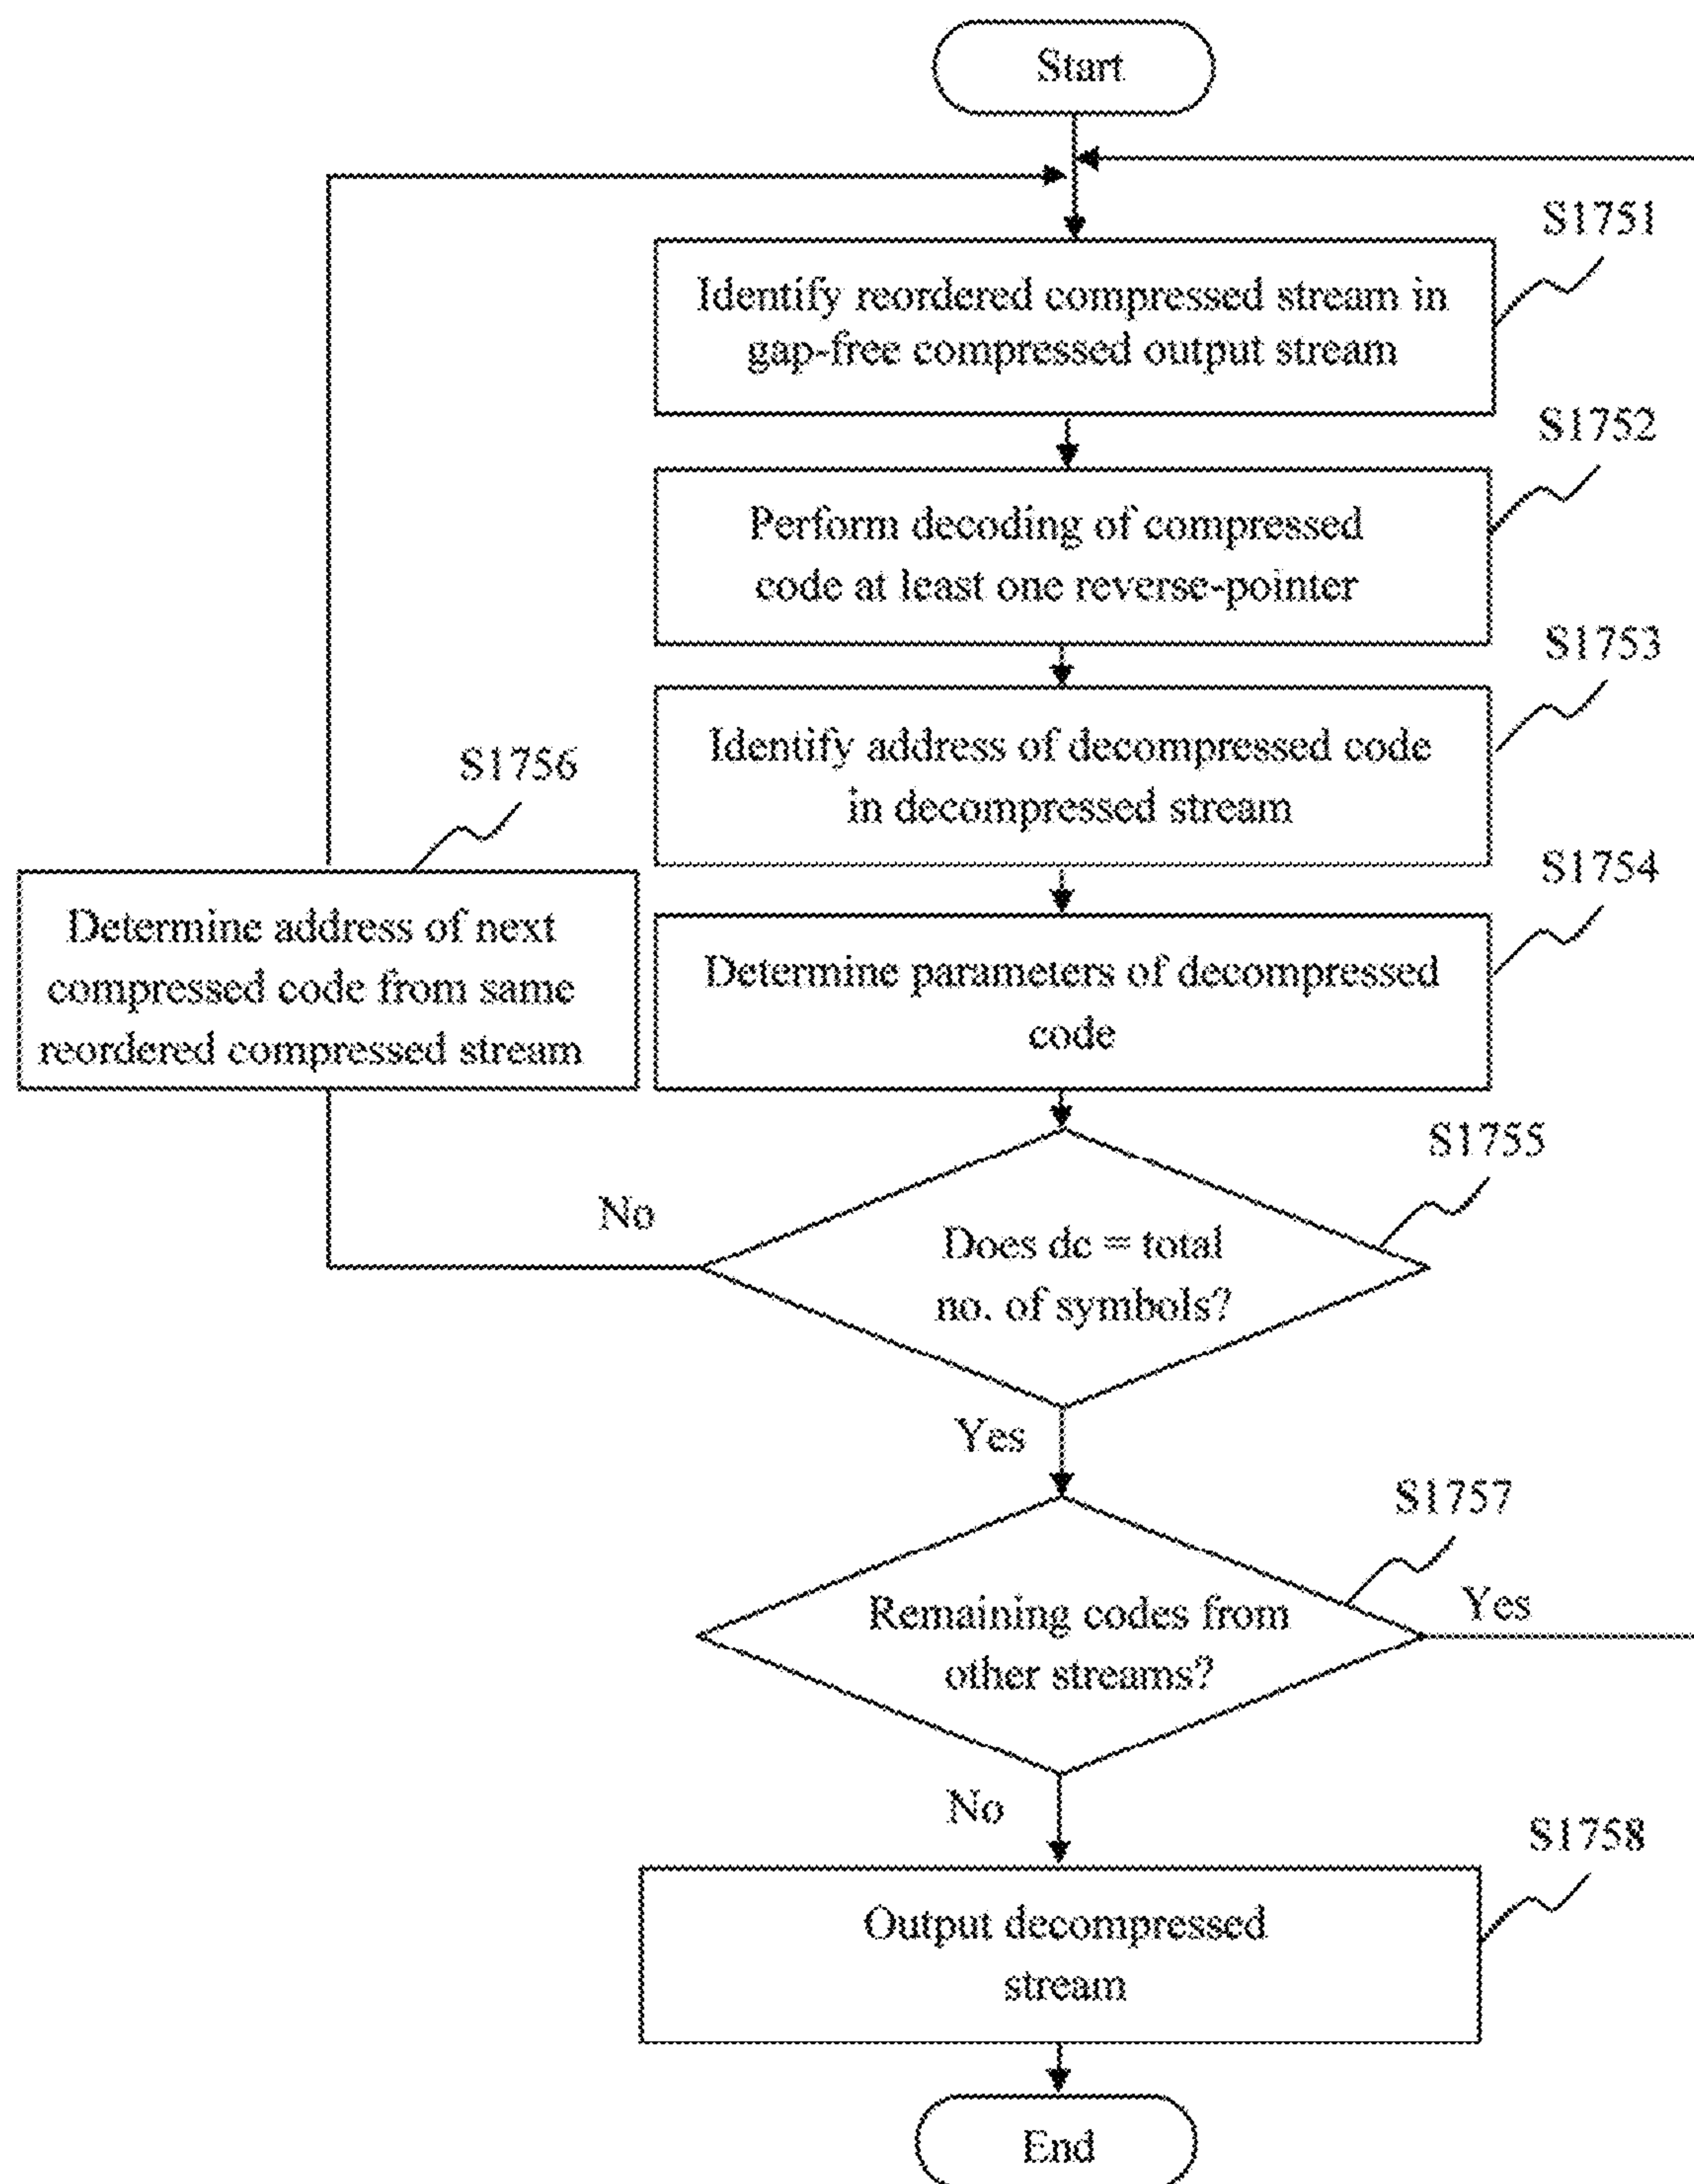 Start
S1751
Identify reordered compressed stream in
gap-free compressed output stream
S1752
Perform decoding of compressed
code at least one reverse-pointer
S1753
Identify address of decompressed code
in decompressed stream
S1756
Determine address of next
compressed code from same
reordered compressed stream
S1754
Determine parameters of decompressed
code
S1755
No
Does dc = total
no. of symbols?
Yes
S1757
Remaining codes from
other streams?
Yes
No
S1758
Output decompressed
stream
End